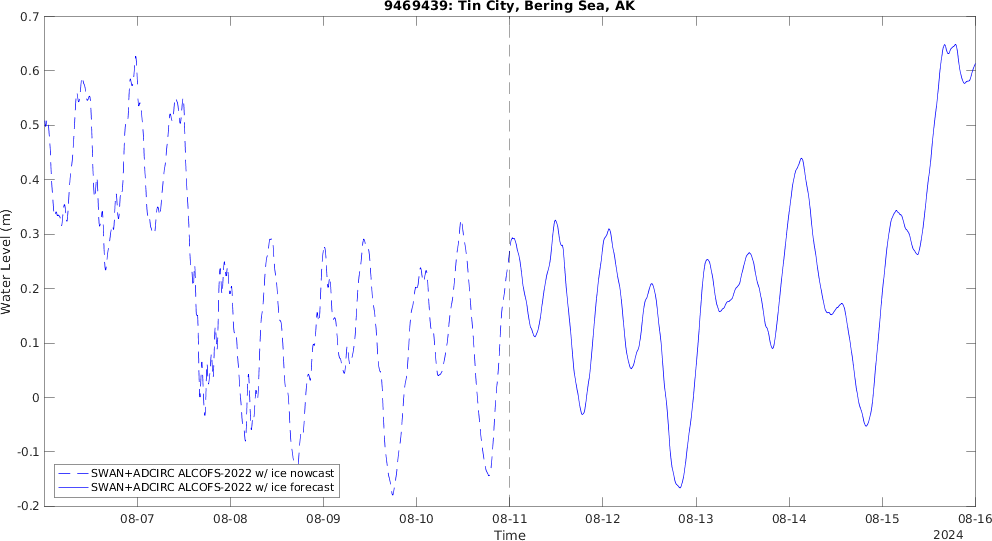 9469439: Tin City, Bering Sea, AK
0.7
0.6
0.5
0.4
0.3
0.2
0.1
0
-0.1
-0.2
Water Level (m)
SWAN+ADCIRC ALCOFS-2022 w/ ice nowcast
SWAN+ADCIRC ALCOFS-2022 w/ ice forecast
08-07 08-08 08-09 08-10 08-11 08-12 08-13 08-14 08-15 08-16
Time
2024